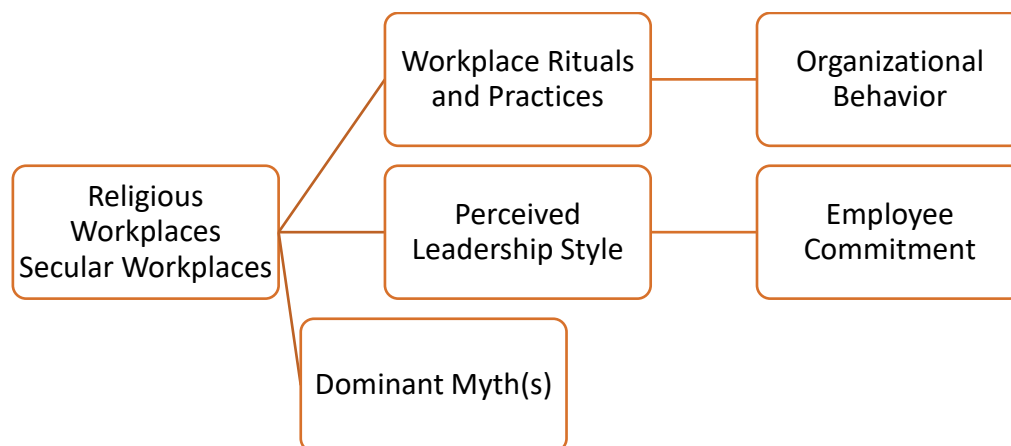 Workplace Rituals
and Practices
Organizational
Behavior
Religious
Workplaces
Secular Workplaces
Perceived
Leadership Style
Employee
Commitment
Dominant Myth(s)